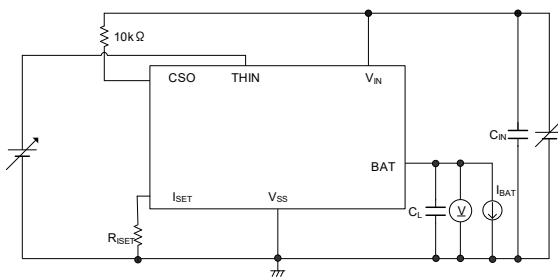 10kΩ
CSO
THIN
VIN
CIN
BAT
ISET
VSS
CL
V
IBAT
RISET